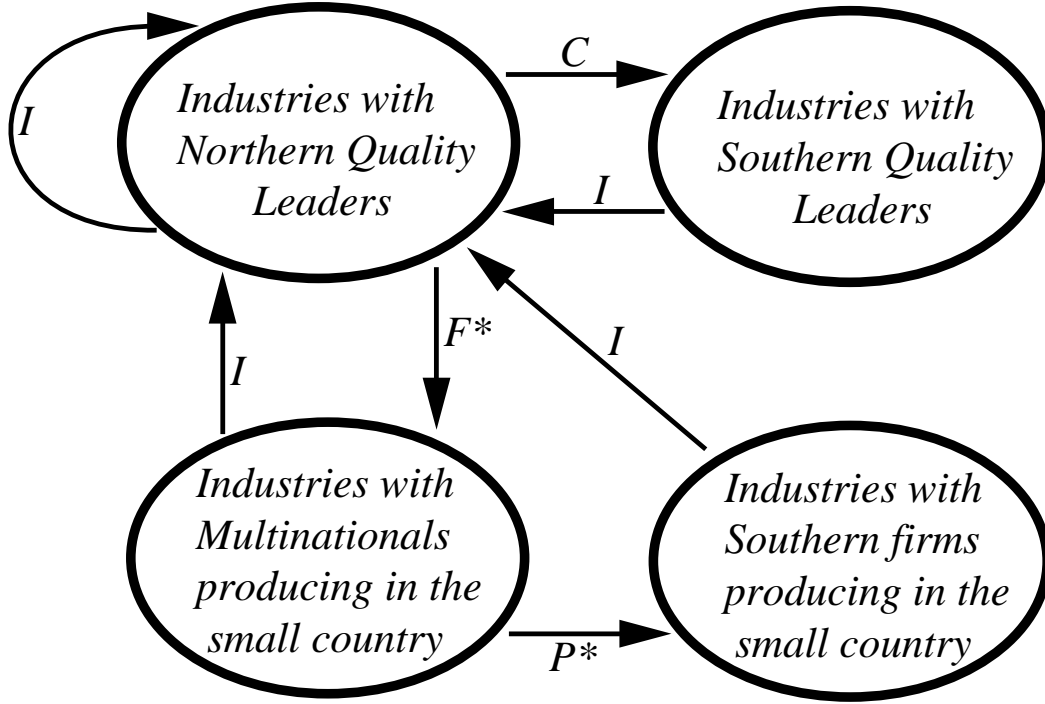 Industries with
Northern Quality
Leaders
C
Industries with
Southern Quality
Leaders
I
I
I
F*
I
Industries with
Multinationals
producing in the
small country
P*
Industries with
Southern firms
producing in the
small country